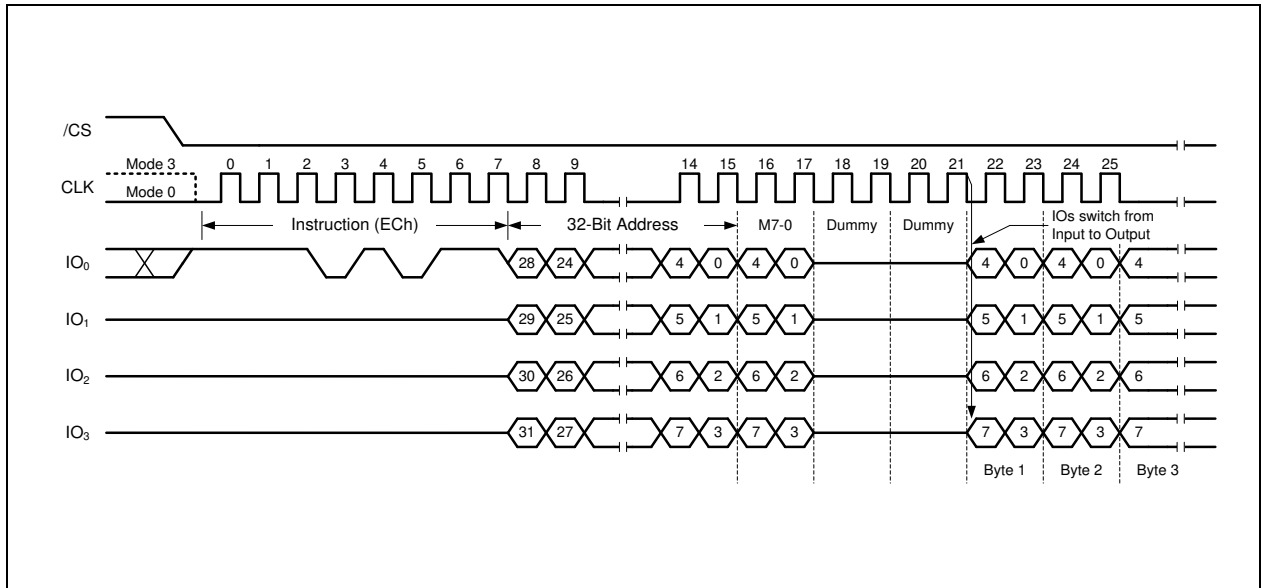 /CS
Mode 3 0 1 2 3 4 5 6 7 8 9 14 15 16 17 18 19 20 21 22 23 24 25
CLK Mode 0
Instruction (ECh) 32-Bit Address M7-0 Dummy Dummy IOs switch from
Input to Output
IO0 28 24 4 0 4 0 4 0 4 0 4
IO1 29 25 5 1 5 1 5 1 5 1 5
IO2 30 26 6 2 6 2 6 2 6 2 6
IO3 31 27 7 3 7 3 7 3 7 3 7
Byte 1 Byte 2 Byte 3